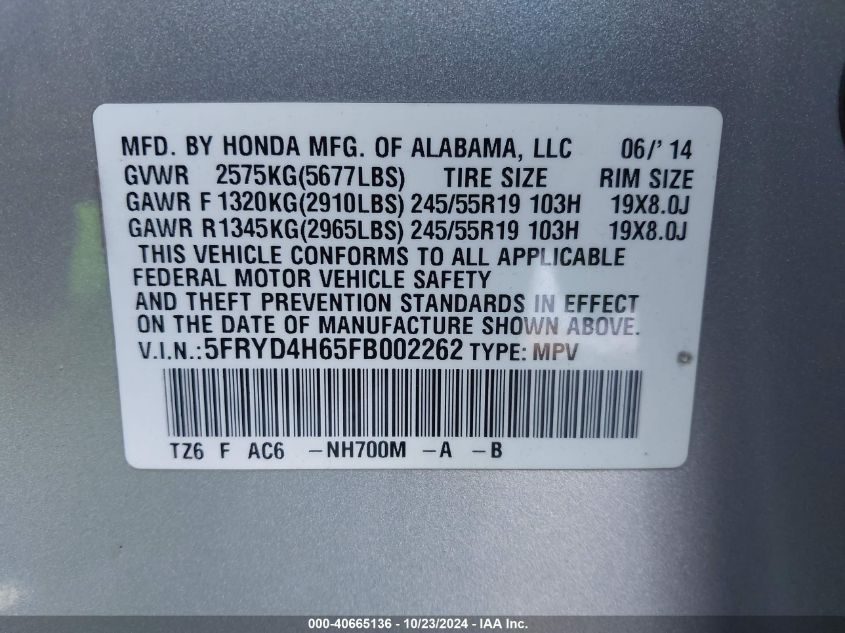 MFD. BY HONDA MFG. OF ALABAMA, LLC 06/' 14
GVWR 2575KG(5677LBS) TIRE SIZE RIM SIZE
GAWR F 1320KG(2910LBS) 245/55R19 103H 19X8.0J
GAWR R1345KG(2965LBS) 245/55R19 103H 19X8.0J
THIS VEHICLE CONFORMS TO ALL APPLICABLE
FEDERAL MOTOR VEHICLE SAFETY
AND THEFT PREVENTION STANDARDS IN EFFECT
ON THE DATE OF MANUFACTURE SHOWN ABOVE.
V.I.N.:5FRYD4H65FB002262 TYPE: MPV
TZ6 F AC6 -NH700M -A -B
000-40665136 - 10/23/2024 - IAA Inc.